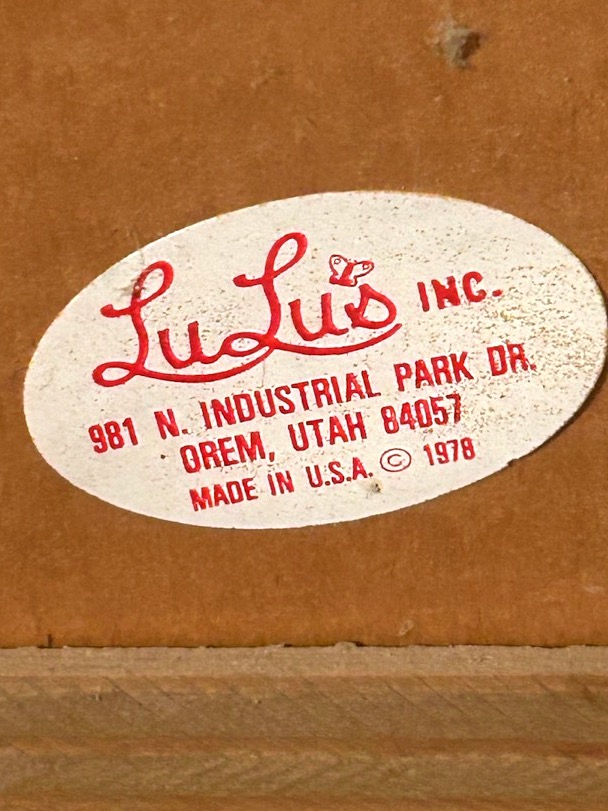 LuLu's INC.
981 N. INDUSTRIAL PARK DR.
OREM, UTAH 84057
MADE IN U.S.A. © 1978